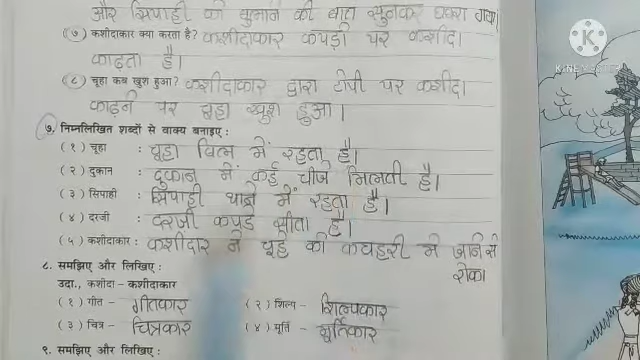 और सिपाही को बुलाने की बात सुनकर घबरा गया।
(७) कशीदाकार क्या करता है? कशीदाकार कपड़ों पर कशीदा
काढ़ता है।
(८) चूहा कब खुश हुआ? कशीदाकार द्वारा टोपी पर कशीदा
काढ़ने पर चूहा खुश हुआ।
७. निम्नलिखित शब्दों से वाक्य बनाइए :
(१) चूहा : चूहा बिल में रहता है।
(२) दुकान : दुकान में कई चीजें मिलती है।
(३) सिपाही : सिपाही थाने में रहता है।
(४) दरजी : दरजी कपड़े सीता है।
(५) कशीदाकार : कशीदार ने चूहे को कचहरी में जाने से
रोका।
८. समझिए और लिखिए :
उदा., कशीदा - कशीदाकार
(१) गीत - गीतकार (२) शिल्प - शिल्पकार
(३) चित्र - चित्रकार (४) मूर्ति - मूर्तिकार
९. समझिए और लिखिए :
KINEMASTER